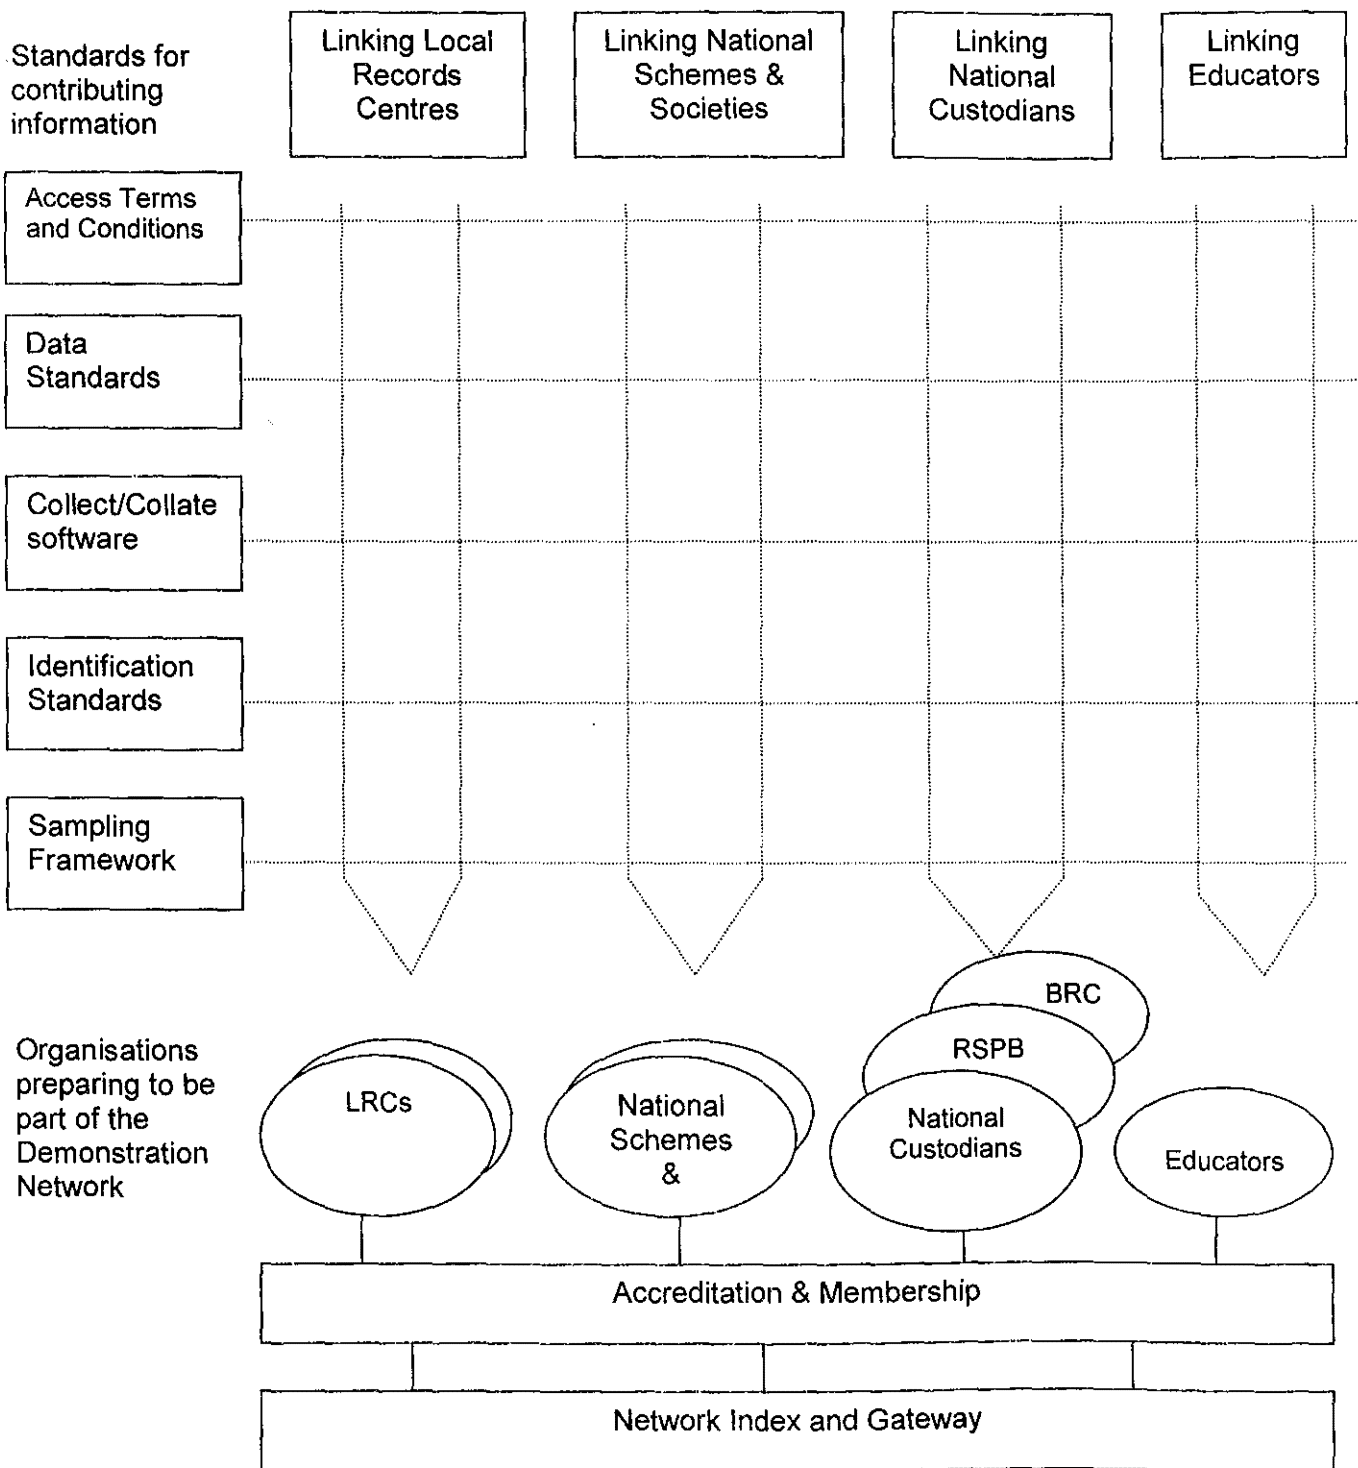 Standards for
contributing
information
Linking Local
Records
Centres
Linking National
Schemes &
Societies
Linking
National
Custodians
Linking
Educators
Access Terms
and Conditions
Data
Standards
Collect/Collate
software
Identification
Standards
Sampling
Framework
Organisations
preparing to be
part of the
Demonstration
Network
LRCs
National
Schemes
&
BRC
RSPB
National
Custodians
Educators
Accreditation & Membership
Network Index and Gateway